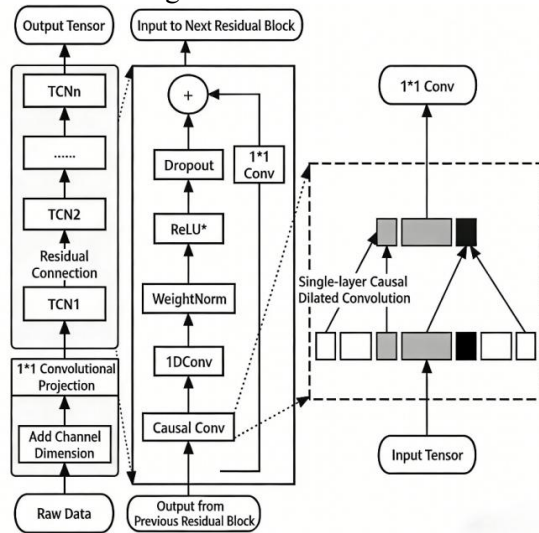 Output Tensor
TCNn
......
TCN2
Residual
Connection
TCN1
1*1 Convolutional
Projection
Add Channel
Dimension
Raw Data
Input to Next Residual Block
+
1*1
Conv
Dropout
ReLU*
WeightNorm
1DConv
Causal Conv
Output from
Previous Residual Block
1*1 Conv
Single-layer Causal
Dilated Convolution
Input Tensor